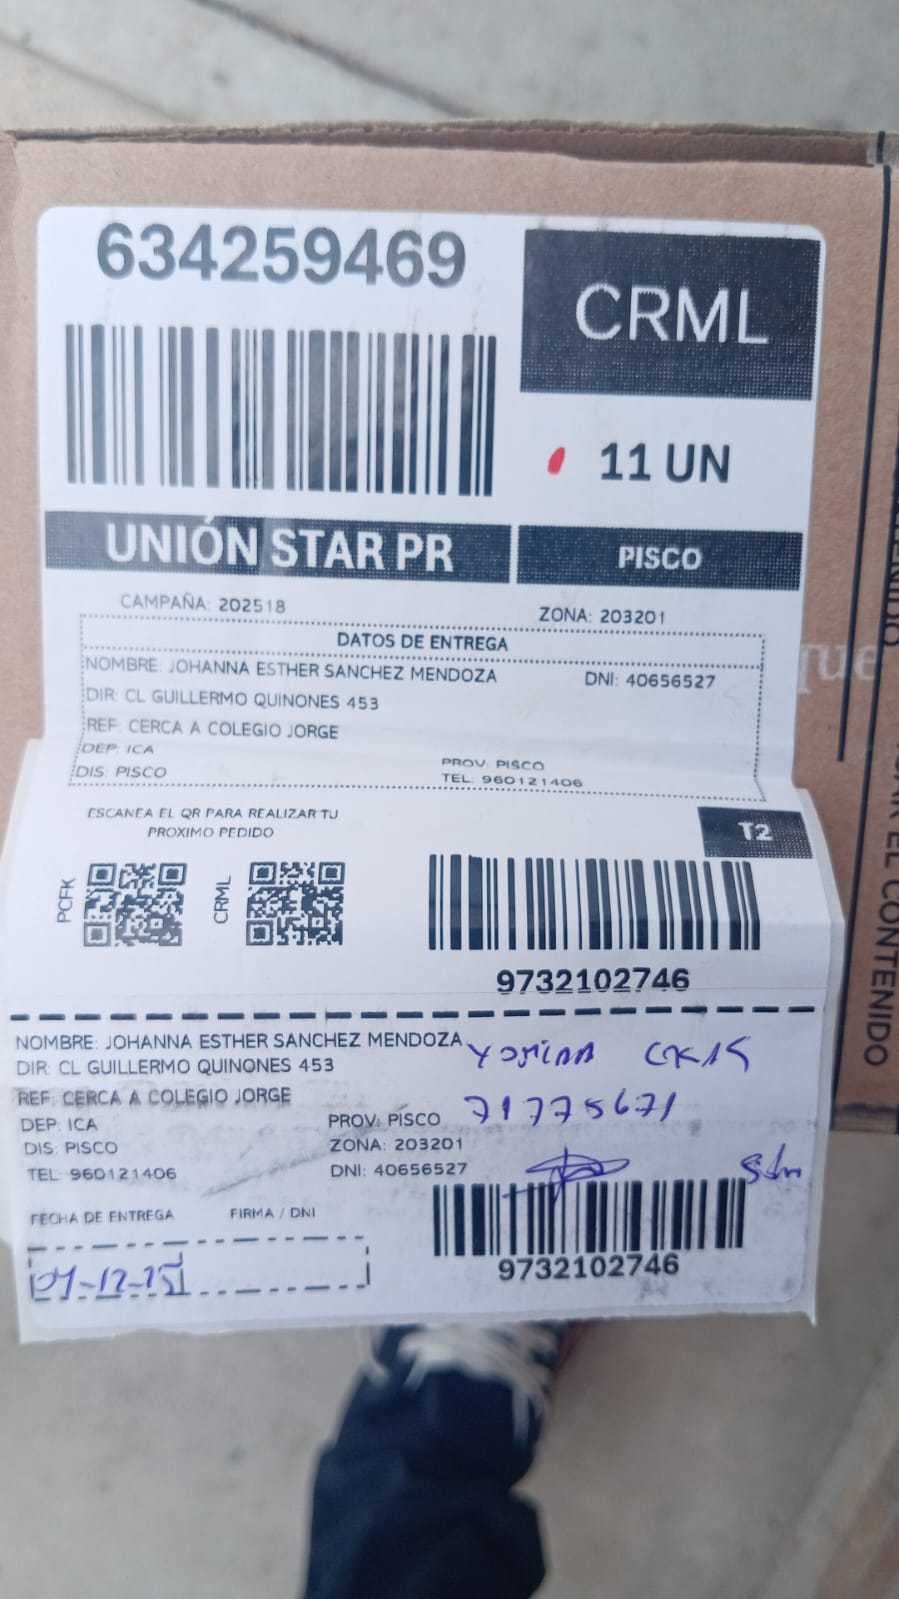 634259469
CRML
11 UN
UNIÓN STAR PR
PISCO
CAMPAÑA: 202518
ZONA: 203201
DATOS DE ENTREGA
NOMBRE: JOHANNA ESTHER SANCHEZ MENDOZA DNI: 40656527
DIR: CL GUILLERMO QUINONES 453
REF: CERCA A COLEGIO JORGE
DEP: ICA PROV: PISCO
DIS: PISCO TEL: 960121406
ESCANEA EL QR PARA REALIZAR TU
PROXIMO PEDIDO
T2
PCFK
CRML
9732102746
NOMBRE: JOHANNA ESTHER SANCHEZ MENDOZA
DIR: CL GUILLERMO QUINONES 453
REF: CERCA A COLEGIO JORGE
71775671
DEP: ICA PROV: PISCO
DIS: PISCO ZONA: 203201
TEL: 960121406 DNI: 40656527
FECHA DE ENTREGA FIRMA / DNI
9732102746
que
EL CONTENIDO